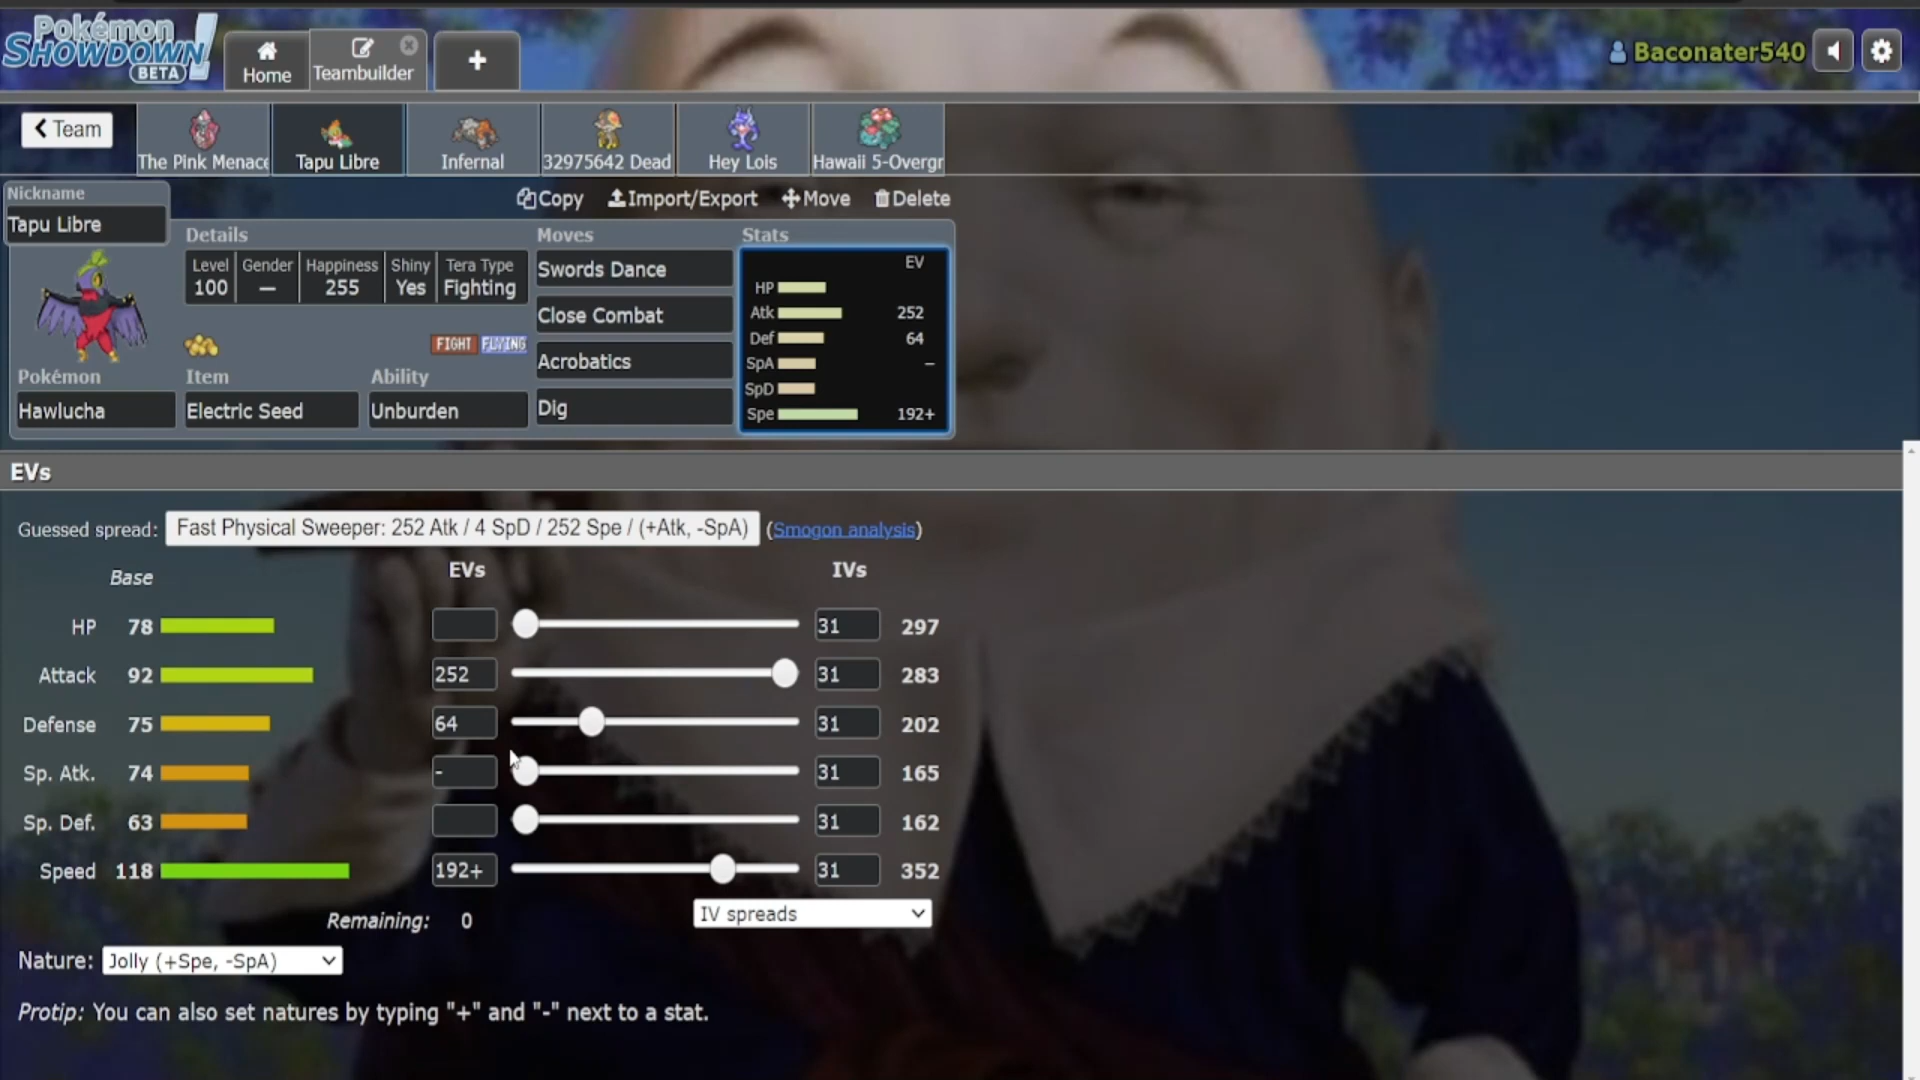 Pokémon
SHOWDOWN!
BETA
Home
Teambuilder
+
Baconater540
Team
The Pink Menace
Tapu Libre
Infernal
32975642 Dead
Hey Lois
Hawaii 5-Overgr
Copy
Import/Export
Move
Delete
Nickname
Tapu Libre
Details
Moves
Stats
Level
Gender
Happiness
Shiny
Tera Type
100
—
255
Yes
Fighting
FIGHT FLYING
Pokémon
Item
Ability
Hawlucha
Electric Seed
Unburden
Swords Dance
Close Combat
Acrobatics
Dig
EV
HP
Atk 252
Def 64
SpA –
SpD
Spe 192+
EVs
Guessed spread: Fast Physical Sweeper: 252 Atk / 4 SpD / 252 Spe / (+Atk, -SpA) (Smogon analysis)
Base EVs IVs
HP 78 31 297
Attack 92 252 31 283
Defense 75 64 31 202
Sp. Atk. 74 - 31 165
Sp. Def. 63 31 162
Speed 118 192+ 31 352
Remaining: 0
IV spreads
Nature: Jolly (+Spe, -SpA)
Protip: You can also set natures by typing "+" and "-" next to a stat.